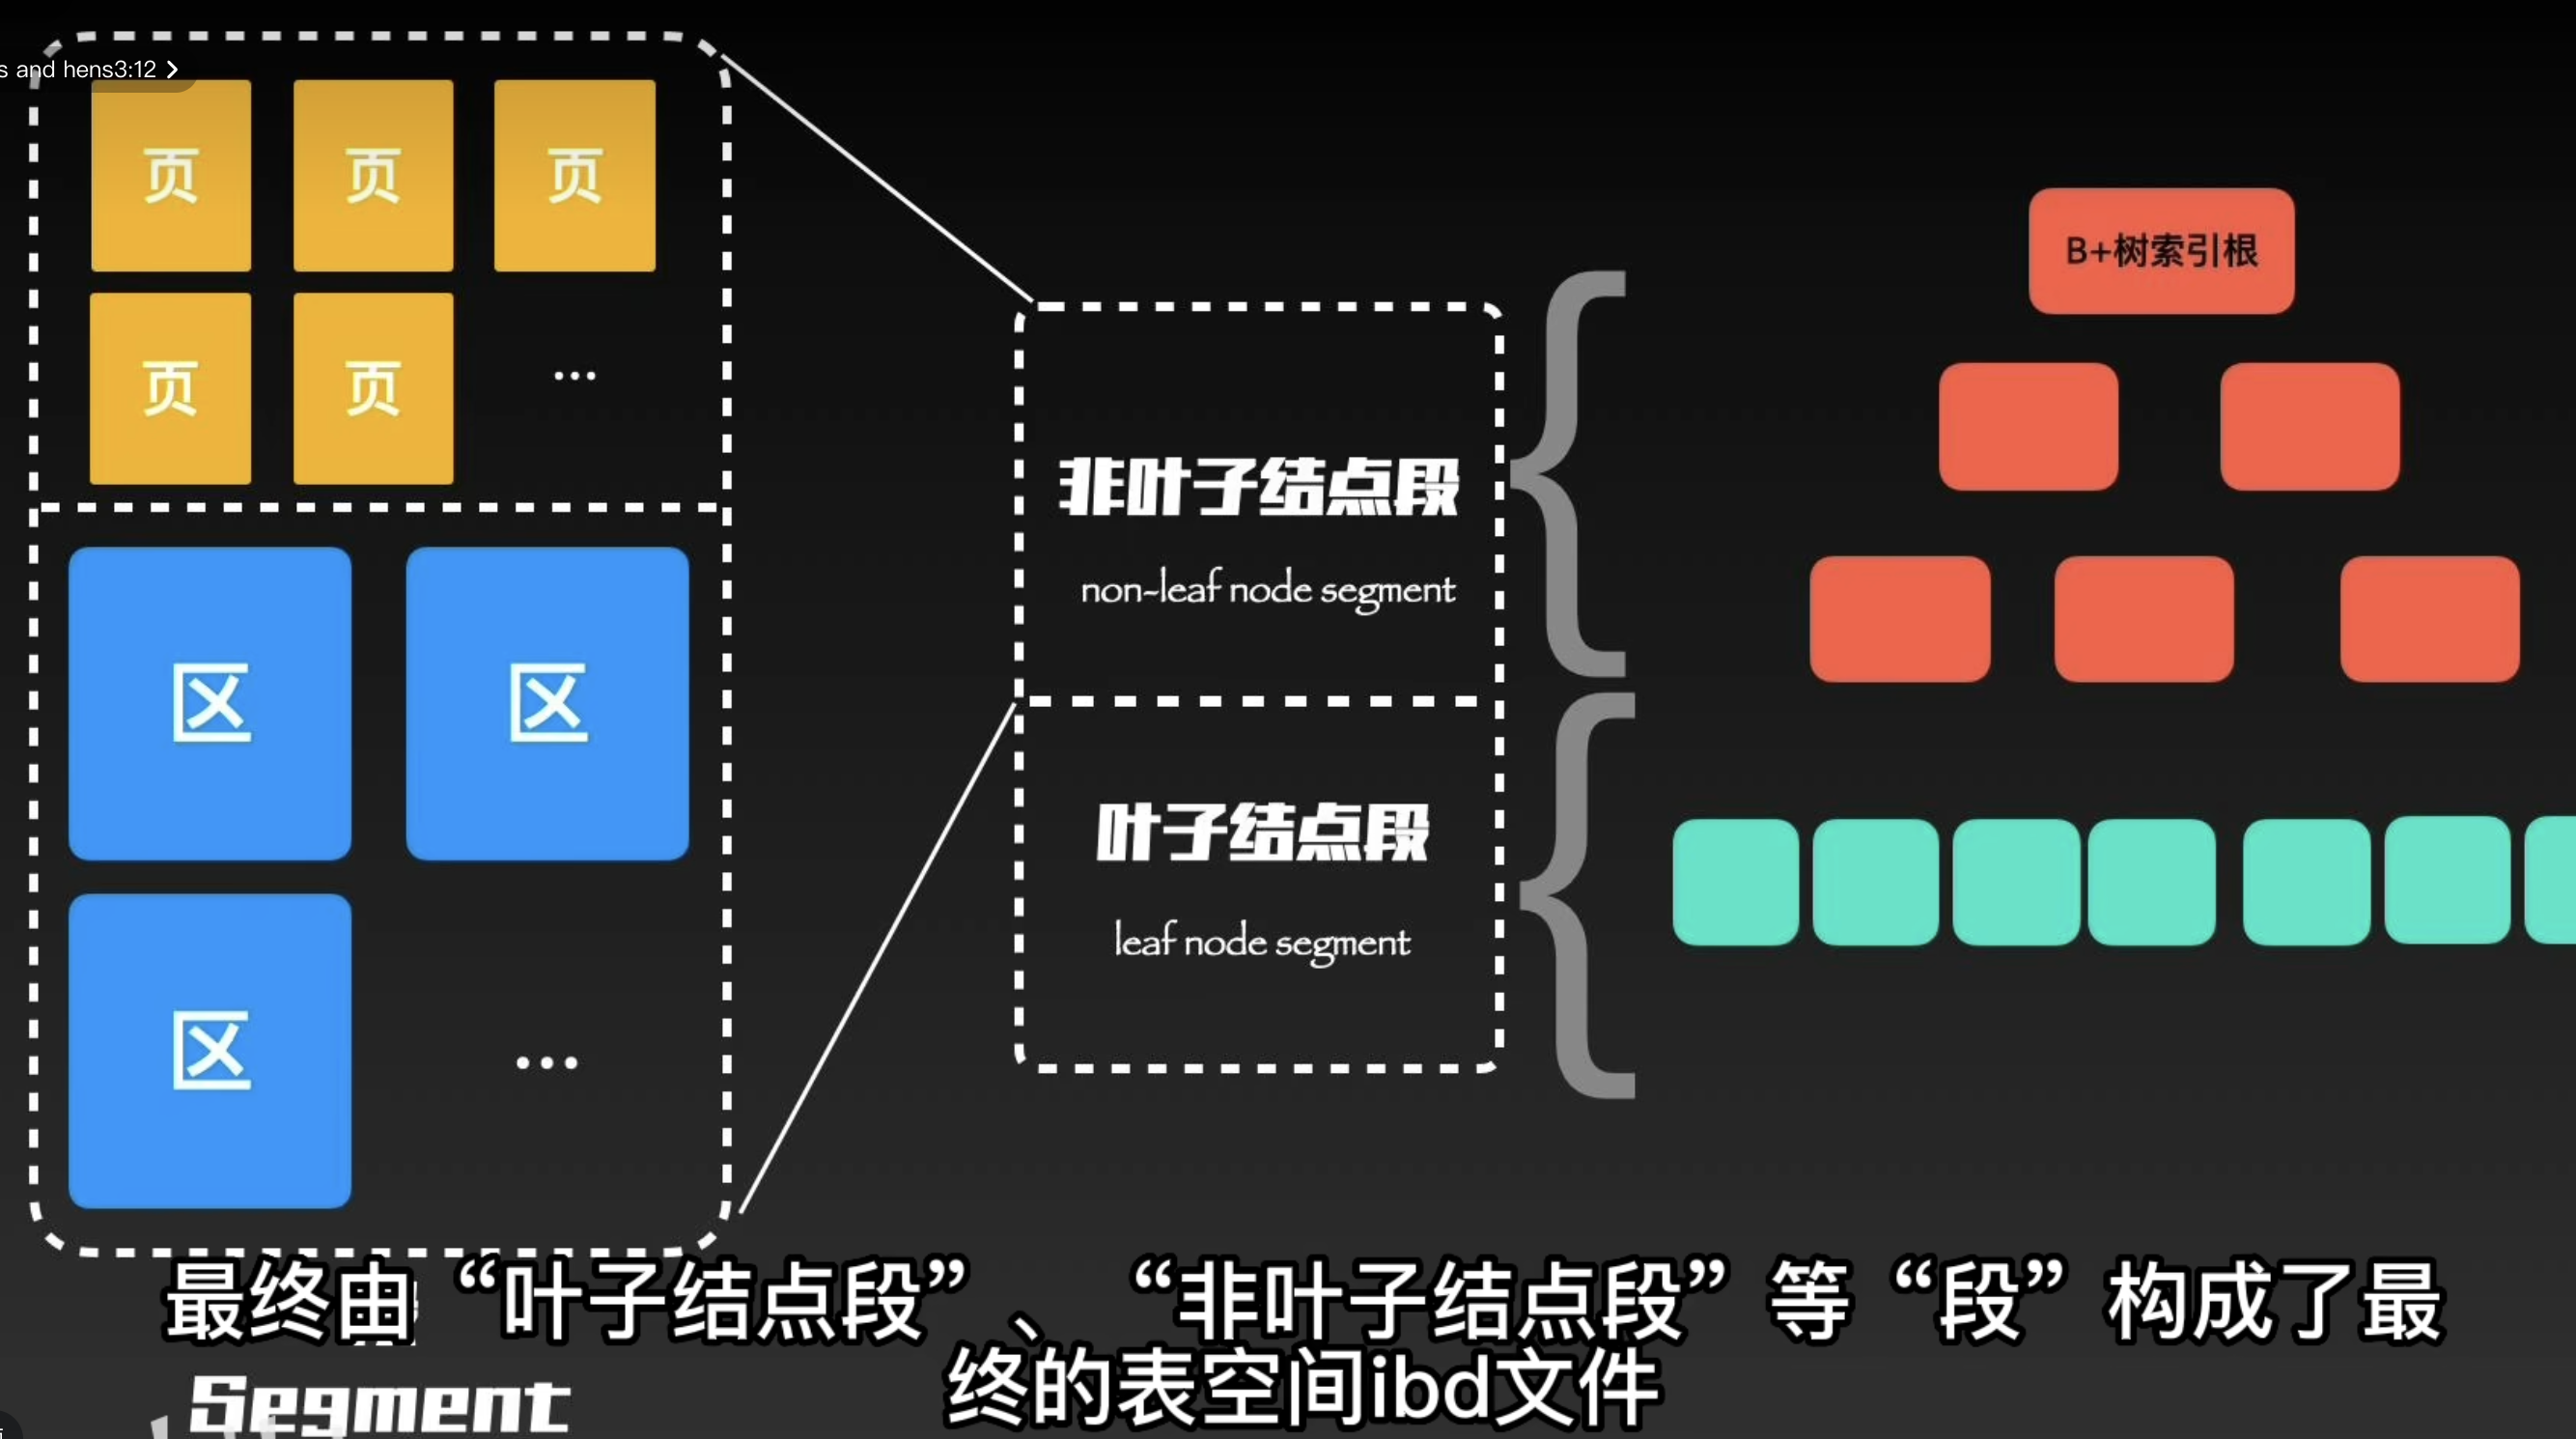 s and hens3:12
页 页 页
页 页 ...
区 区
区 ...
非叶子结点段
non-leaf node segment
叶子结点段
leaf node segment
B+树索引根
最终曲“叶子结点段”、“非叶子结点段”等“段”构成了最
终的表空间ibd文件
Segment